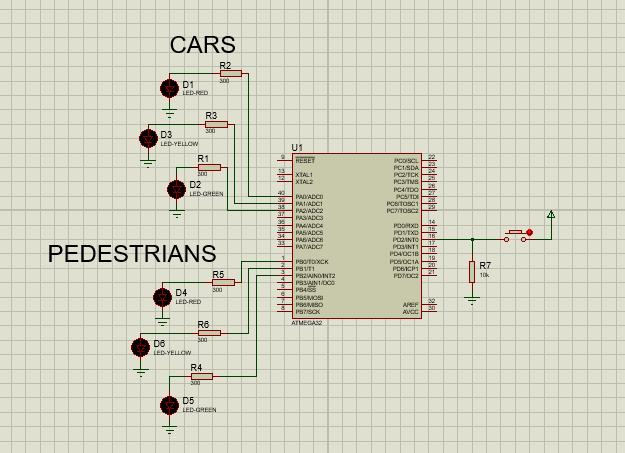 CARS
R2
300
D1
LED-RED
R3
300
D3
LED-YELLOW
R1
300
D2
LED-GREEN
PEDESTRIANS
R5
300
D4
LED-RED
R6
300
D6
LED-YELLOW
R4
300
D5
LED-GREEN
U1
9 RESET PC0/SCL 22
PC1/SDA 23
13 XTAL1 PC2/TCK 24
12 XTAL2 PC3/TMS 25
PC4/TDO 26
40 PA0/ADC0 PC5/TDI 27
39 PA1/ADC1 PC6/TOSC1 28
38 PA2/ADC2 PC7/TOSC2 29
37 PA3/ADC3
36 PA4/ADC4 PD0/RXD 14
35 PA5/ADC5 PD1/TXD 15
34 PA6/ADC6 PD2/INT0 16
33 PA7/ADC7 PD3/INT1 17
PD4/OC1B 18
1 PB0/T0/XCK PD5/OC1A 19
2 PB1/T1 PD6/ICP1 20
3 PB2/AIN0/INT2 PD7/OC2 21
4 PB3/AIN1/OC0
5 PB4/SS
6 PB5/MOSI
7 PB6/MISO AREF 32
8 PB7/SCK AVCC 30
ATMEGA32
R7
10k